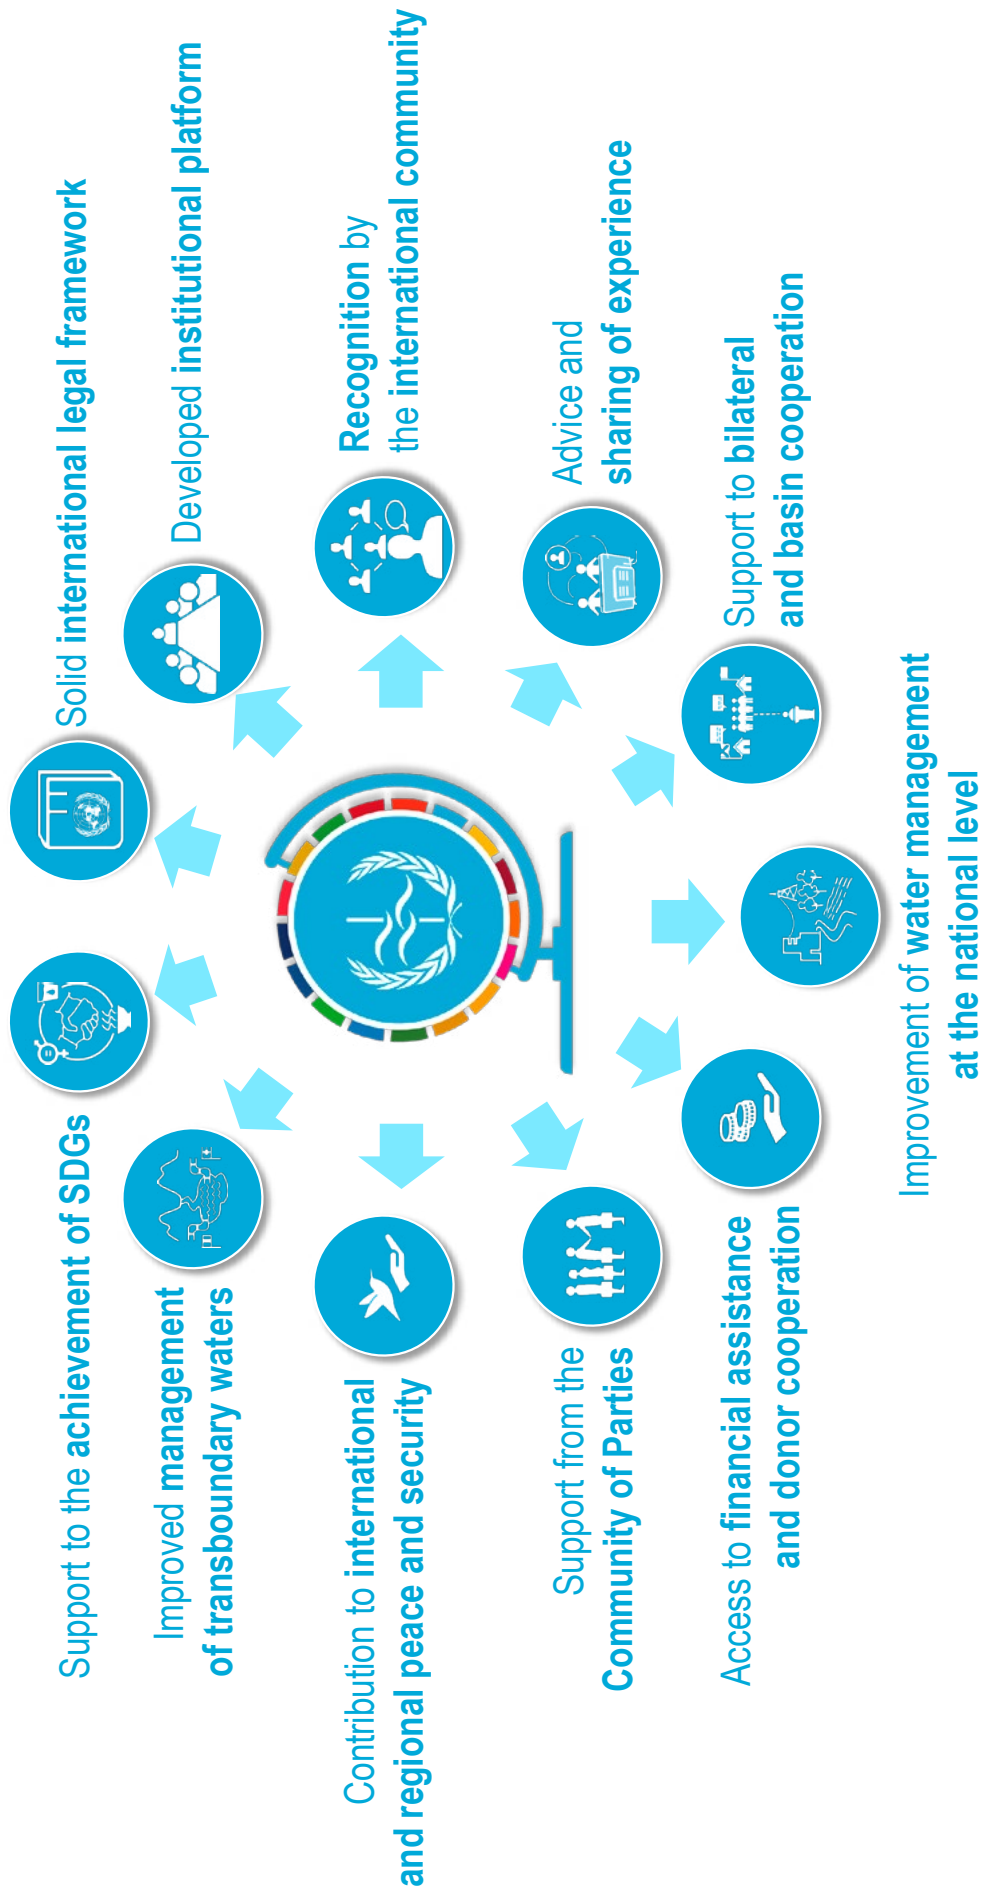 Solid international legal framework
Developed institutional platform
Recognition by
the international community
Advice and
sharing of experience
Support to bilateral
and basin cooperation
Improvement of water management
at the national level
Access to financial assistance
and donor cooperation
Support from the
Community of Parties
Contribution to international
and regional peace and security
Improved management
of transboundary waters
Support to the achievement of SDGs